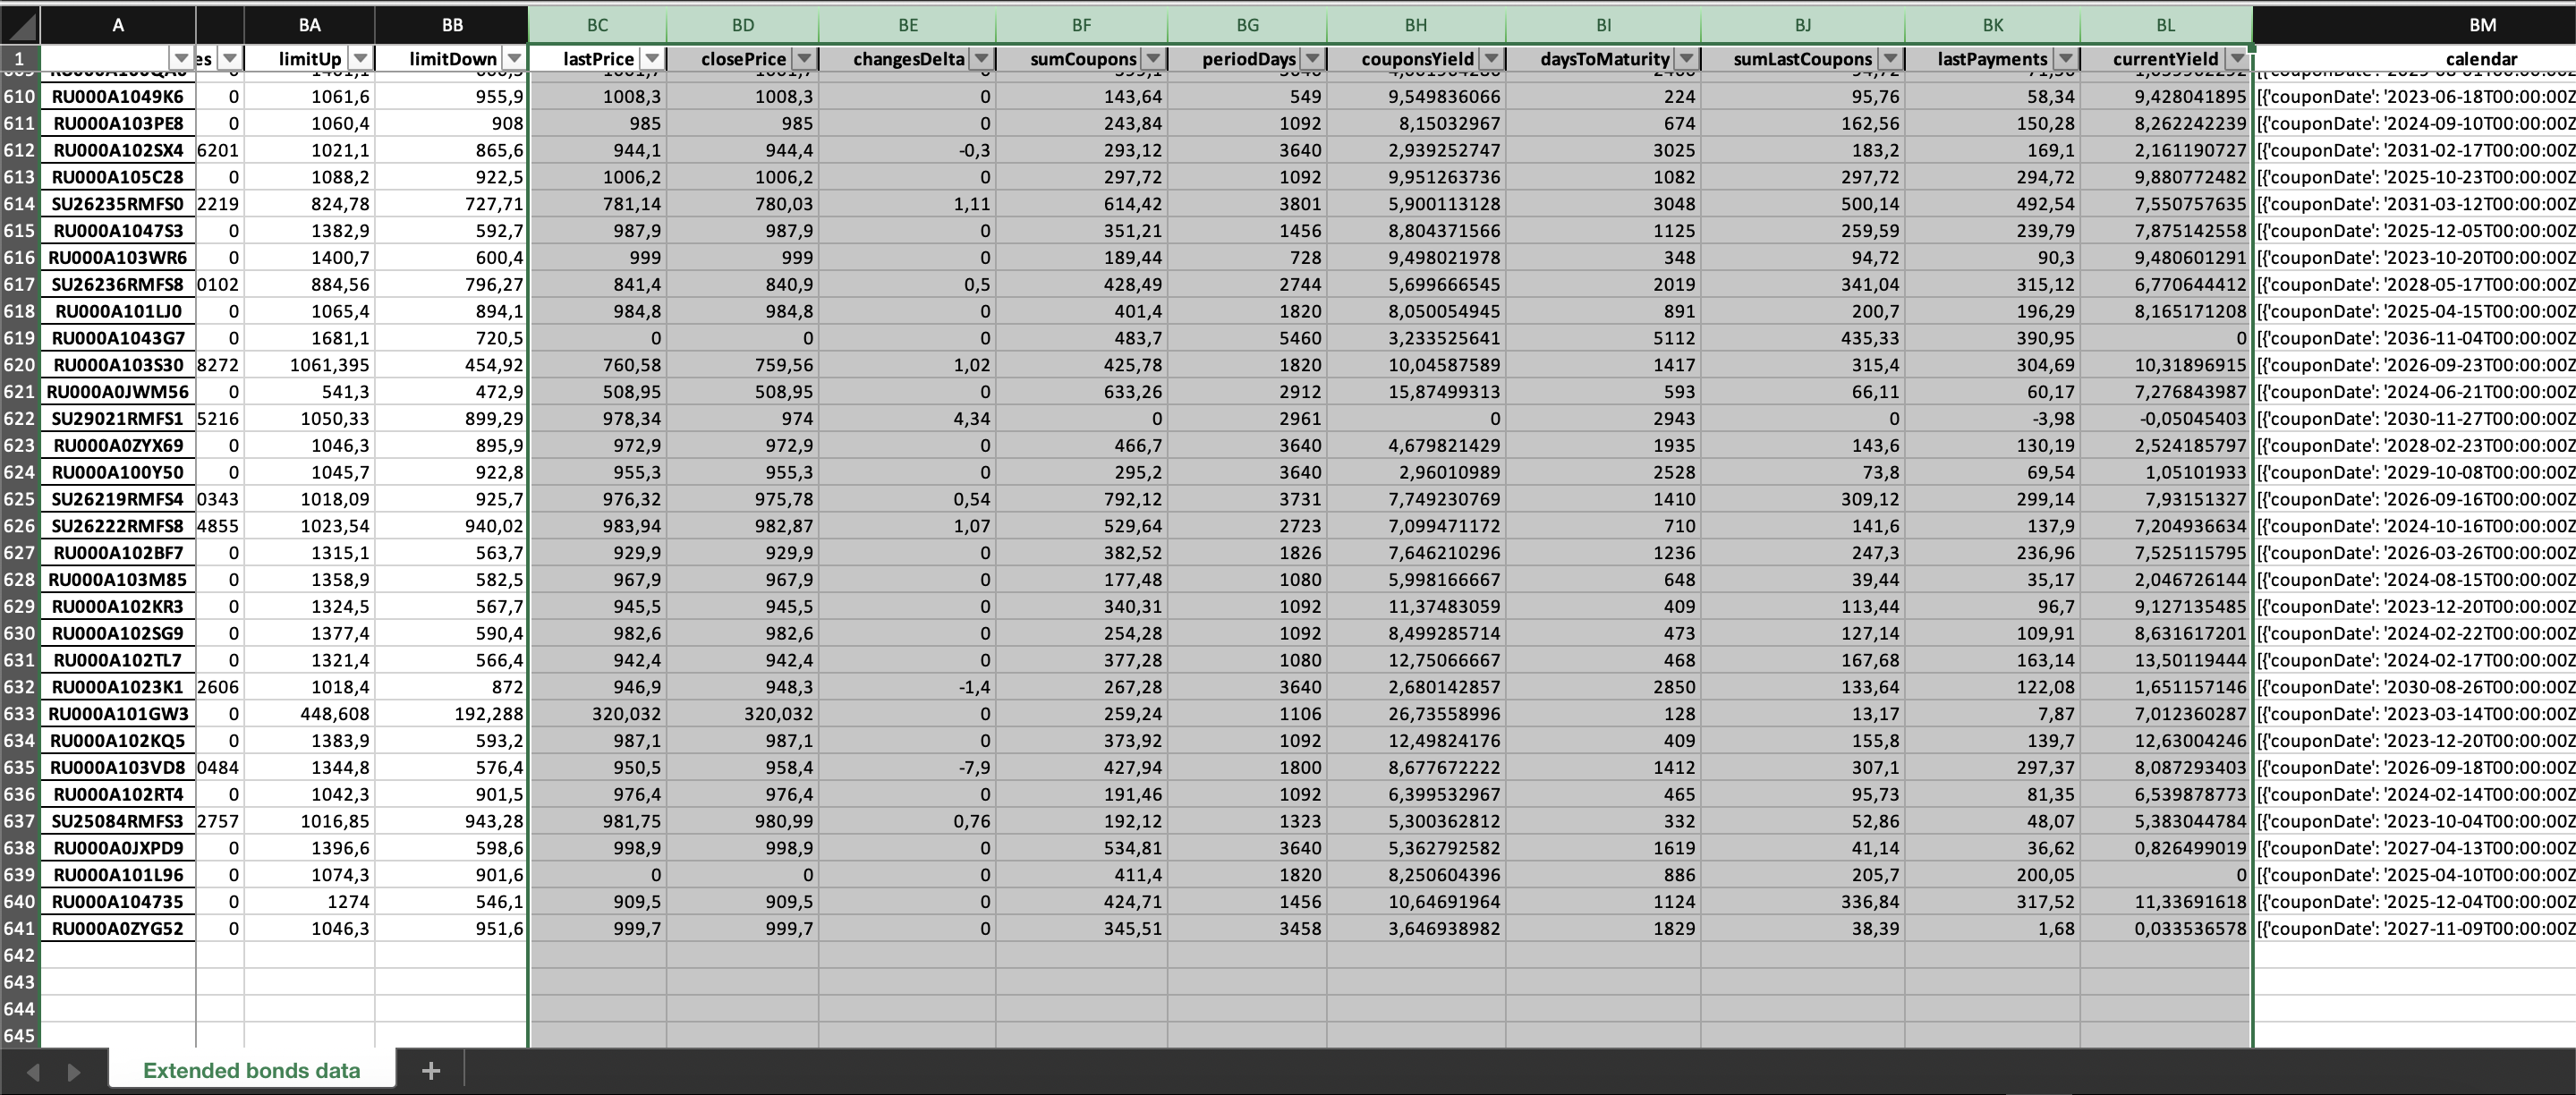 A BA BB BC BD BE BF BG BH BI BJ BK BL BM
1 es limitUp limitDown lastPrice closePrice changesDelta sumCoupons periodDays couponsYield daysToMaturity sumLastCoupons lastPayments currentYield calendar
610 RU000A1049K6 0 1061,6 955,9 1008,3 1008,3 0 143,64 549 9,549836066 224 95,76 58,34 9,428041895 [{'couponDate': '2023-06-18T00:00:00Z
611 RU000A103PE8 0 1060,4 908 985 985 0 243,84 1092 8,15032967 674 162,56 150,28 8,262242239 [{'couponDate': '2024-09-10T00:00:00Z
612 RU000A102SX4 6201 1021,1 865,6 944,1 944,4 -0,3 293,12 3640 2,939252747 3025 183,2 169,1 2,161190727 [{'couponDate': '2031-02-17T00:00:00Z
613 RU000A105C28 0 1088,2 922,5 1006,2 1006,2 0 297,72 1092 9,951263736 1082 297,72 294,72 9,880772482 [{'couponDate': '2025-10-23T00:00:00Z
614 SU26235RMFS0 2219 824,78 727,71 781,14 780,03 1,11 614,42 3801 5,900113128 3048 500,14 492,54 7,550757635 [{'couponDate': '2031-03-12T00:00:00Z
615 RU000A1047S3 0 1382,9 592,7 987,9 987,9 0 351,21 1456 8,804371566 1125 259,59 239,79 7,875142558 [{'couponDate': '2025-12-05T00:00:00Z
616 RU000A103WR6 0 1400,7 600,4 999 999 0 189,44 728 9,498021978 348 94,72 90,3 9,480601291 [{'couponDate': '2023-10-20T00:00:00Z
617 SU26236RMFS8 0102 884,56 796,27 841,4 840,9 0,5 428,49 2744 5,699666545 2019 341,04 315,12 6,770644412 [{'couponDate': '2028-05-17T00:00:00Z
618 RU000A101LJ0 0 1065,4 894,1 984,8 984,8 0 401,4 1820 8,050054945 891 200,7 196,29 8,165171208 [{'couponDate': '2025-04-15T00:00:00Z
619 RU000A1043G7 0 1681,1 720,5 0 0 0 483,7 5460 3,233525641 5112 435,33 390,95 0 [{'couponDate': '2036-11-04T00:00:00Z
620 RU000A103S30 8272 1061,395 454,92 760,58 759,56 1,02 425,78 1820 10,04587589 1417 315,4 304,69 10,31896915 [{'couponDate': '2026-09-23T00:00:00Z
621 RU000A0JWM56 0 541,3 472,9 508,95 508,95 0 633,26 2912 15,87499313 593 66,11 60,17 7,276843987 [{'couponDate': '2024-06-21T00:00:00Z
622 SU29021RMFS1 5216 1050,33 899,29 978,34 974 4,34 0 2961 0 2943 0 -3,98 -0,05045403 [{'couponDate': '2030-11-27T00:00:00Z
623 RU000A0ZYX69 0 1046,3 895,9 972,9 972,9 0 466,7 3640 4,679821429 1935 143,6 130,19 2,524185797 [{'couponDate': '2028-02-23T00:00:00Z
624 RU000A100Y50 0 1045,7 922,8 955,3 955,3 0 295,2 3640 2,96010989 2528 73,8 69,54 1,05101933 [{'couponDate': '2029-10-08T00:00:00Z
625 SU26219RMFS4 0343 1018,09 925,7 976,32 975,78 0,54 792,12 3731 7,749230769 1410 309,12 299,14 7,93151327 [{'couponDate': '2026-09-16T00:00:00Z
626 SU26222RMFS8 4855 1023,54 940,02 983,94 982,87 1,07 529,64 2723 7,099471172 710 141,6 137,9 7,204936634 [{'couponDate': '2024-10-16T00:00:00Z
627 RU000A102BF7 0 1315,1 563,7 929,9 929,9 0 382,52 1826 7,646210296 1236 247,3 236,96 7,525115795 [{'couponDate': '2026-03-26T00:00:00Z
628 RU000A103M85 0 1358,9 582,5 967,9 967,9 0 177,48 1080 5,998166667 648 39,44 35,17 2,046726144 [{'couponDate': '2024-08-15T00:00:00Z
629 RU000A102KR3 0 1324,5 567,7 945,5 945,5 0 340,31 1092 11,37483059 409 113,44 96,7 9,127135485 [{'couponDate': '2023-12-20T00:00:00Z
630 RU000A102SG9 0 1377,4 590,4 982,6 982,6 0 254,28 1092 8,499285714 473 127,14 109,91 8,631617201 [{'couponDate': '2024-02-22T00:00:00Z
631 RU000A102TL7 0 1321,4 566,4 942,4 942,4 0 377,28 1080 12,75066667 468 167,68 163,14 13,50119444 [{'couponDate': '2024-02-17T00:00:00Z
632 RU000A1023K1 2606 1018,4 872 946,9 948,3 -1,4 267,28 3640 2,680142857 2850 133,64 122,08 1,651157146 [{'couponDate': '2030-08-26T00:00:00Z
633 RU000A101GW3 0 448,608 192,288 320,032 320,032 0 259,24 1106 26,73558996 128 13,17 7,87 7,012360287 [{'couponDate': '2023-03-14T00:00:00Z
634 RU000A102KQ5 0 1383,9 593,2 987,1 987,1 0 373,92 1092 12,49824176 409 155,8 139,7 12,63004246 [{'couponDate': '2023-12-20T00:00:00Z
635 RU000A103VD8 0484 1344,8 576,4 950,5 958,4 -7,9 427,94 1800 8,677672222 1412 307,1 297,37 8,087293403 [{'couponDate': '2026-09-18T00:00:00Z
636 RU000A102RT4 0 1042,3 901,5 976,4 976,4 0 191,46 1092 6,399532967 465 95,73 81,35 6,539878773 [{'couponDate': '2024-02-14T00:00:00Z
637 SU25084RMFS3 2757 1016,85 943,28 981,75 980,99 0,76 192,12 1323 5,300362812 332 52,86 48,07 5,383044784 [{'couponDate': '2023-10-04T00:00:00Z
638 RU000A0JXPD9 0 1396,6 598,6 998,9 998,9 0 534,81 3640 5,362792582 1619 41,14 36,62 0,826499019 [{'couponDate': '2027-04-13T00:00:00Z
639 RU000A101L96 0 1074,3 901,6 0 0 0 411,4 1820 8,250604396 886 205,7 200,05 0 [{'couponDate': '2025-04-10T00:00:00Z
640 RU000A104735 0 1274 546,1 909,5 909,5 0 424,71 1456 10,64691964 1124 336,84 317,52 11,33691618 [{'couponDate': '2025-12-04T00:00:00Z
641 RU000A0ZYG52 0 1046,3 951,6 999,7 999,7 0 345,51 3458 3,646938982 1829 38,39 1,68 0,033536578 [{'couponDate': '2027-11-09T00:00:00Z
642
643
644
645
Extended bonds data +